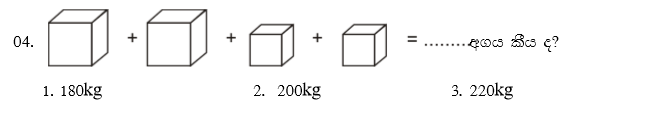 04. + + + = ........අගය කීය ද?
1. 180kg 2. 200kg 3. 220kg